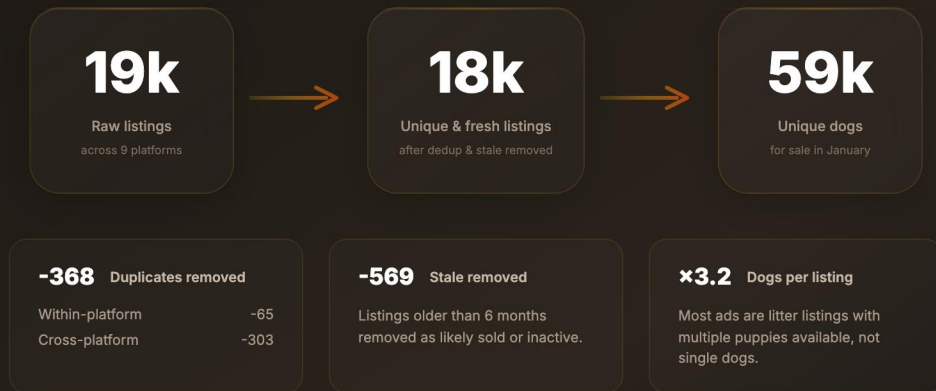 19k
Raw listings
across 9 platforms
18k
Unique & fresh listings
after dedup & stale removed
59k
Unique dogs
for sale in January
-368 Duplicates removed
Within-platform -65
Cross-platform -303
-569 Stale removed
Listings older than 6 months
removed as likely sold or inactive.
×3.2 Dogs per listing
Most ads are litter listings with
multiple puppies available, not
single dogs.